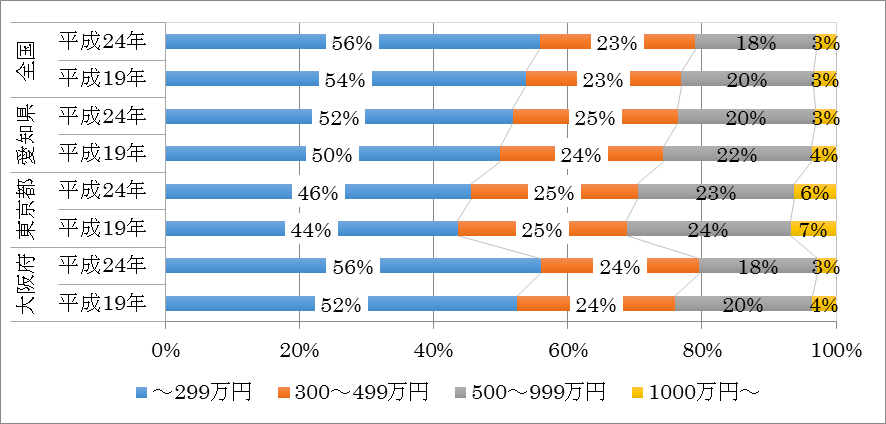 全国
平成24年 56% 23% 18% 3%
平成19年 54% 23% 20% 3%
愛知県
平成24年 52% 25% 20% 3%
平成19年 50% 24% 22% 4%
東京都
平成24年 46% 25% 23% 6%
平成19年 44% 25% 24% 7%
大阪府
平成24年 56% 24% 18% 3%
平成19年 52% 24% 20% 4%
0% 20% 40% 60% 80% 100%
～299万円 300～499万円 500～999万円 1000万円～